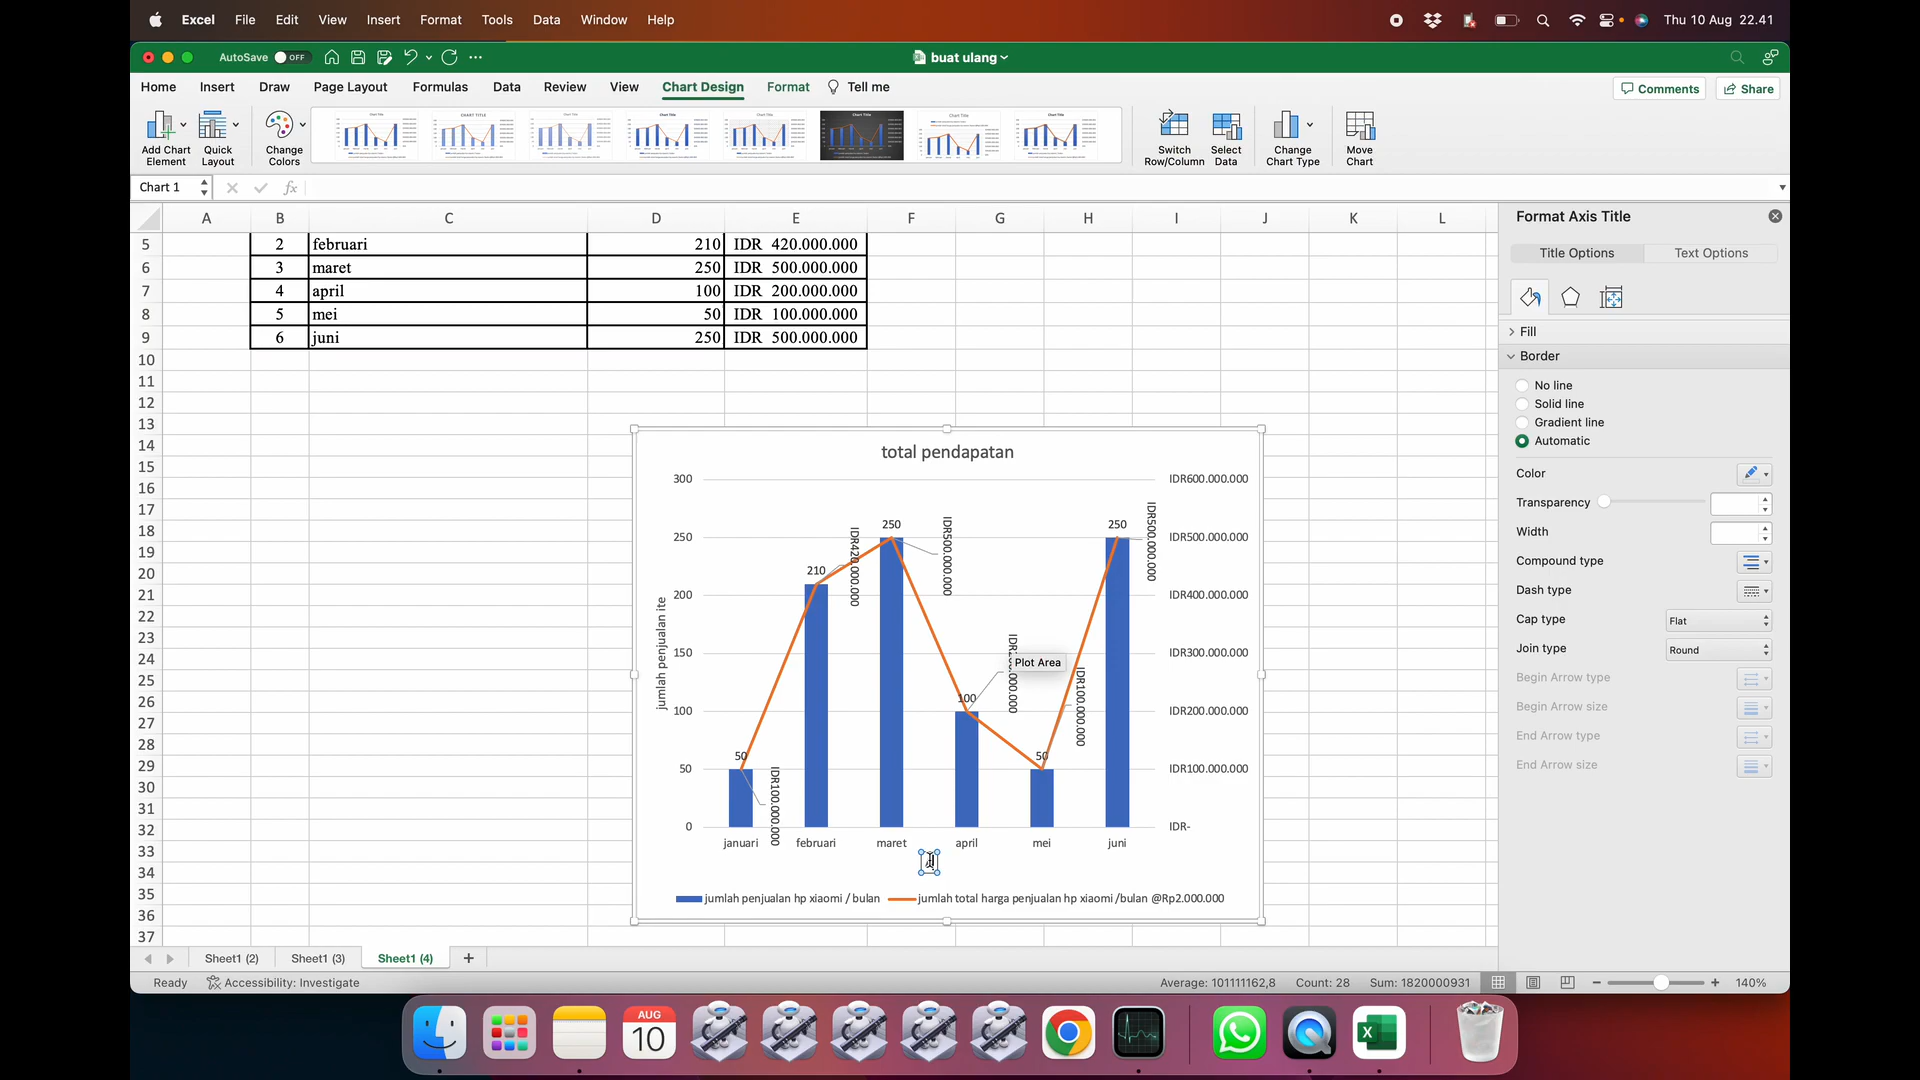 Excel File Edit View Insert Format Tools Data Window Help
Thu 10 Aug 22.41
AutoSave OFF
buat ulang
Home Insert Draw Page Layout Formulas Data Review View Chart Design Format Tell me
Comments
Share
Add Chart Element
Quick Layout
Change Colors
Switch Row/Column
Select Data
Change Chart Type
Move Chart
Chart 1
fx
A B C D E F G H I J K L
5 2 februari 210 IDR 420.000.000
6 3 maret 250 IDR 500.000.000
7 4 april 100 IDR 200.000.000
8 5 mei 50 IDR 100.000.000
9 6 juni 250 IDR 500.000.000
10
11
12
13
14
15
16
17
18
19
20
21
22
23
24
25
26
27
28
29
30
31
32
33
34
35
36
37
total pendapatan
300
250
200
150
100
50
0
jumlah penjualan ite
50
210
250
100
50
250
IDR100.000.000
IDR420.000.000
IDR500.000.000
IDR100.000.000
IDR500.000.000
Plot Area
IDR600.000.000
IDR500.000.000
IDR400.000.000
IDR300.000.000
IDR200.000.000
IDR100.000.000
IDR-
januari februari maret april mei juni
jumlah penjualan hp xiaomi / bulan
jumlah total harga penjualan hp xiaomi /bulan @Rp2.000.000
Format Axis Title
Title Options
Text Options
Fill
Border
No line
Solid line
Gradient line
Automatic
Color
Transparency
Width
Compound type
Dash type
Cap type Flat
Join type Round
Begin Arrow type
Begin Arrow size
End Arrow type
End Arrow size
Sheet1 (2) Sheet1 (3) Sheet1 (4)
Ready Accessibility: Investigate
Average: 101111162,8 Count: 28 Sum: 1820000931
140%
AUG
10